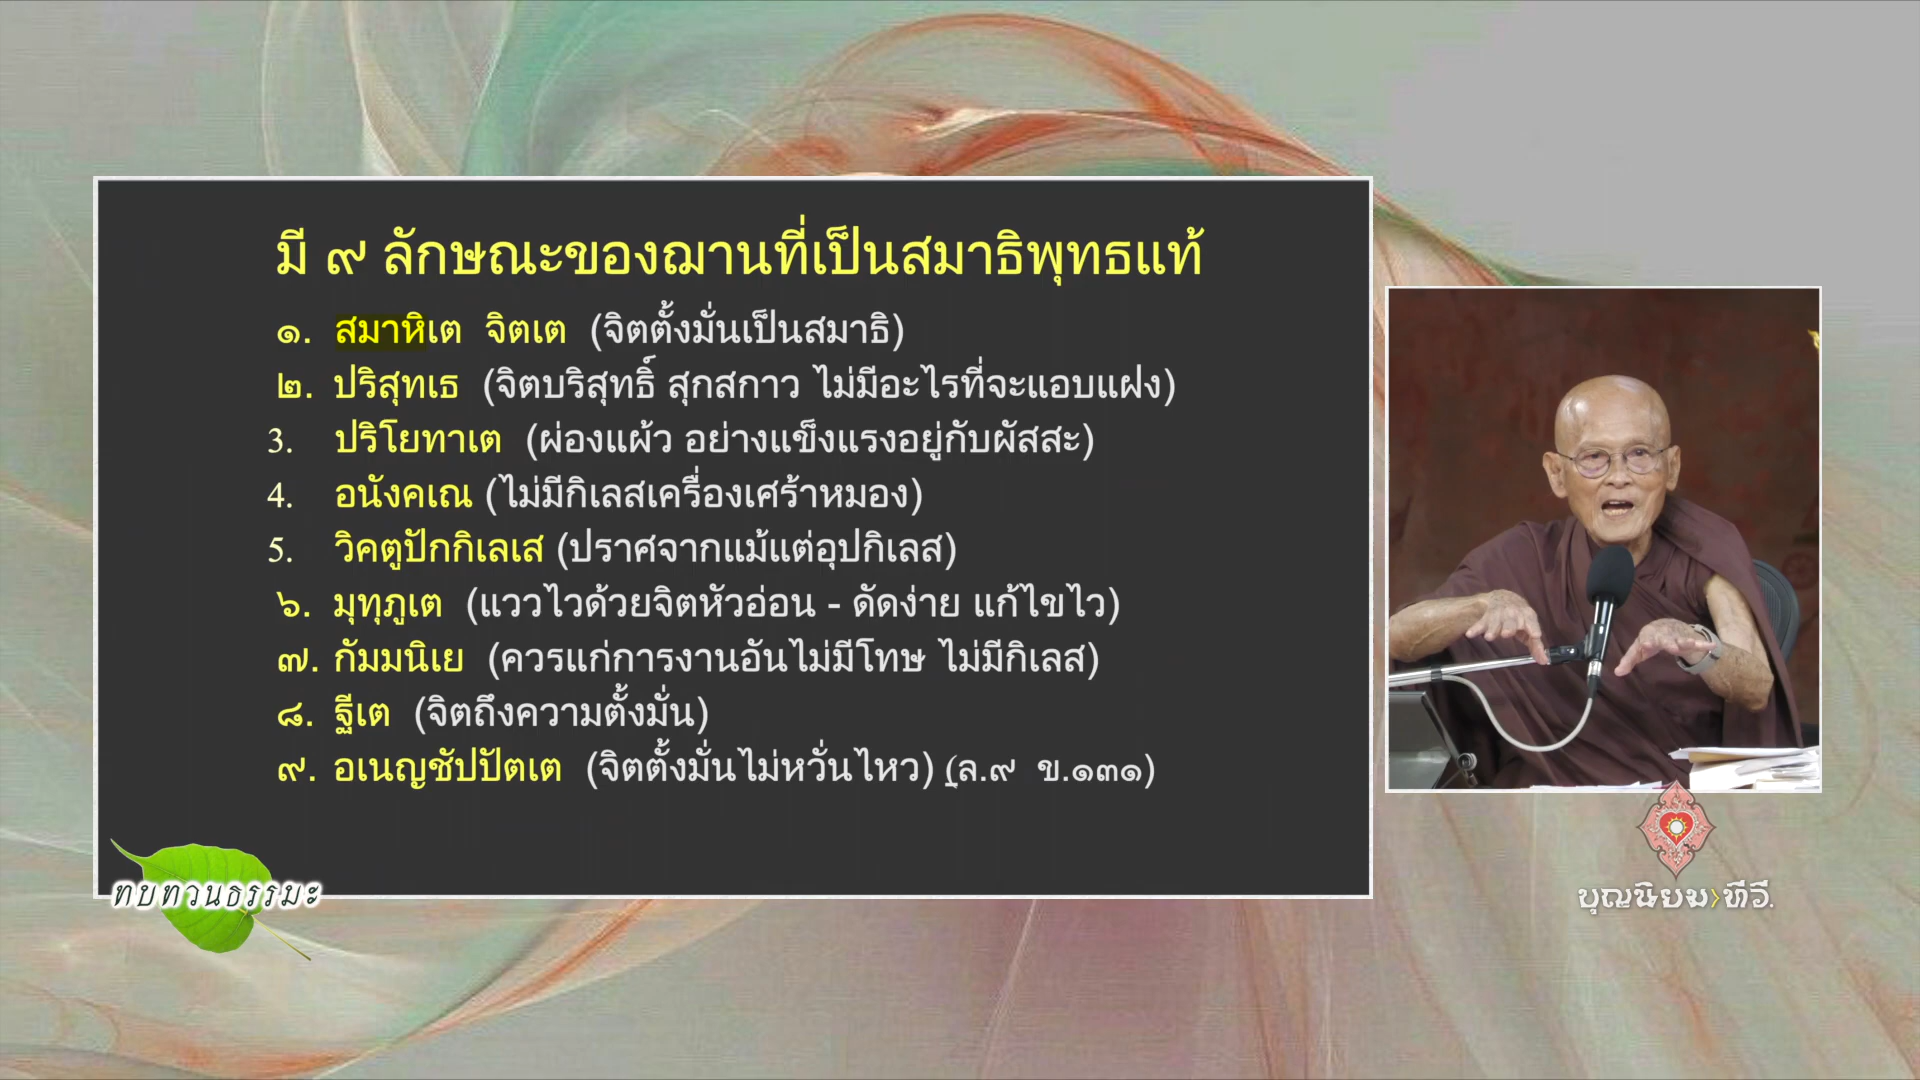 มี ๙ ลักษณะของฌานที่เป็นสมาธิพุทธแท้
๑. สมาหิเต จิตเต (จิตตั้งมั่นเป็นสมาธิ)
๒. ปริสุทเธ (จิตบริสุทธิ์ สุกสกาว ไม่มีอะไรที่จะแอบแฝง)
3. ปริโยทาเต (ผ่องแผ้ว อย่างแข็งแรงอยู่กับผัสสะ)
4. อนังคเณ (ไม่มีกิเลสเครื่องเศร้าหมอง)
5. วิคตูปักกิเลเส (ปราศจากแม้แต่อุปกิเลส)
๖. มุทุภูเต (แววไวด้วยจิตหัวอ่อน - ดัดง่าย แก้ไขไว)
๗. กัมมนิเย (ควรแก่การงานอันไม่มีโทษ ไม่มีกิเลส)
๘. ฐีเต (จิตถึงความตั้งมั่น)
๙. อเนญชัปปัตเต (จิตตั้งมั่นไม่หวั่นไหว) (ล.๙ ข.๑๓๑)
ทบทวนธรรมะ
บุญนิยม>ทีวี.